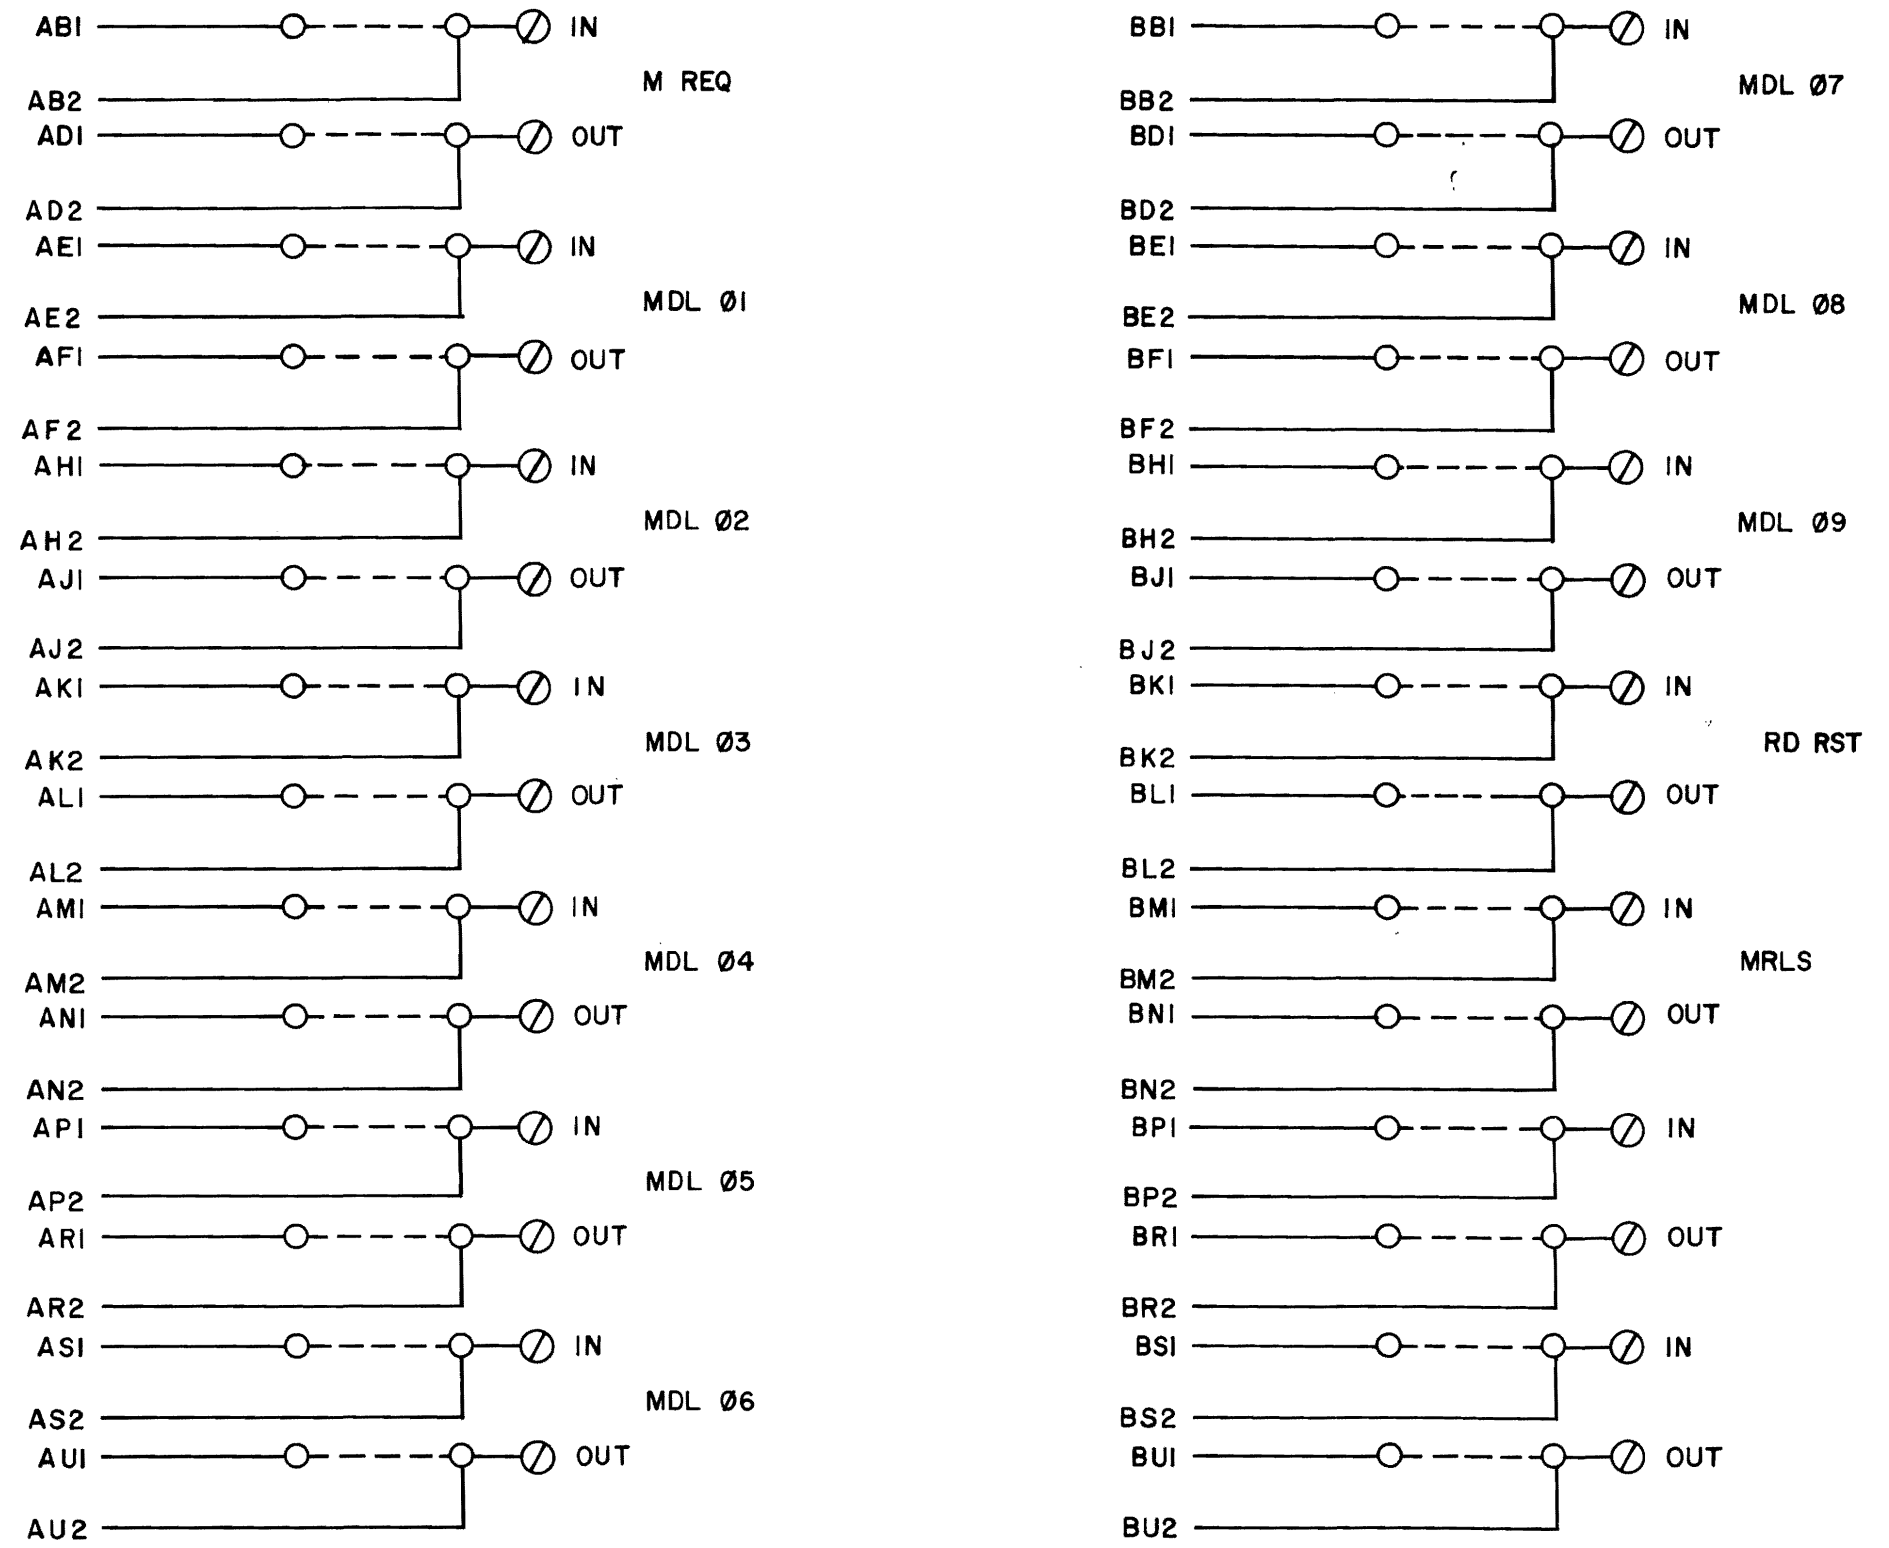 AB1 IN
M REQ
AB2
AD1 OUT
AD2
AE1 IN
MDL Ø1
AE2
AF1 OUT
AF2
AH1 IN
MDL Ø2
AH2
AJ1 OUT
AJ2
AK1 IN
MDL Ø3
AK2
AL1 OUT
AL2
AM1 IN
MDL Ø4
AM2
AN1 OUT
AN2
AP1 IN
MDL Ø5
AP2
AR1 OUT
AR2
AS1 IN
MDL Ø6
AS2
AU1 OUT
AU2
BB1 IN
MDL Ø7
BB2
BD1 OUT
BD2
BE1 IN
MDL Ø8
BE2
BF1 OUT
BF2
BH1 IN
MDL Ø9
BH2
BJ1 OUT
BJ2
BK1 IN
RD RST
BK2
BL1 OUT
BL2
BM1 IN
MRLS
BM2
BN1 OUT
BN2
BP1 IN
BP2
BR1 OUT
BR2
BS1 IN
BS2
BU1 OUT
BU2